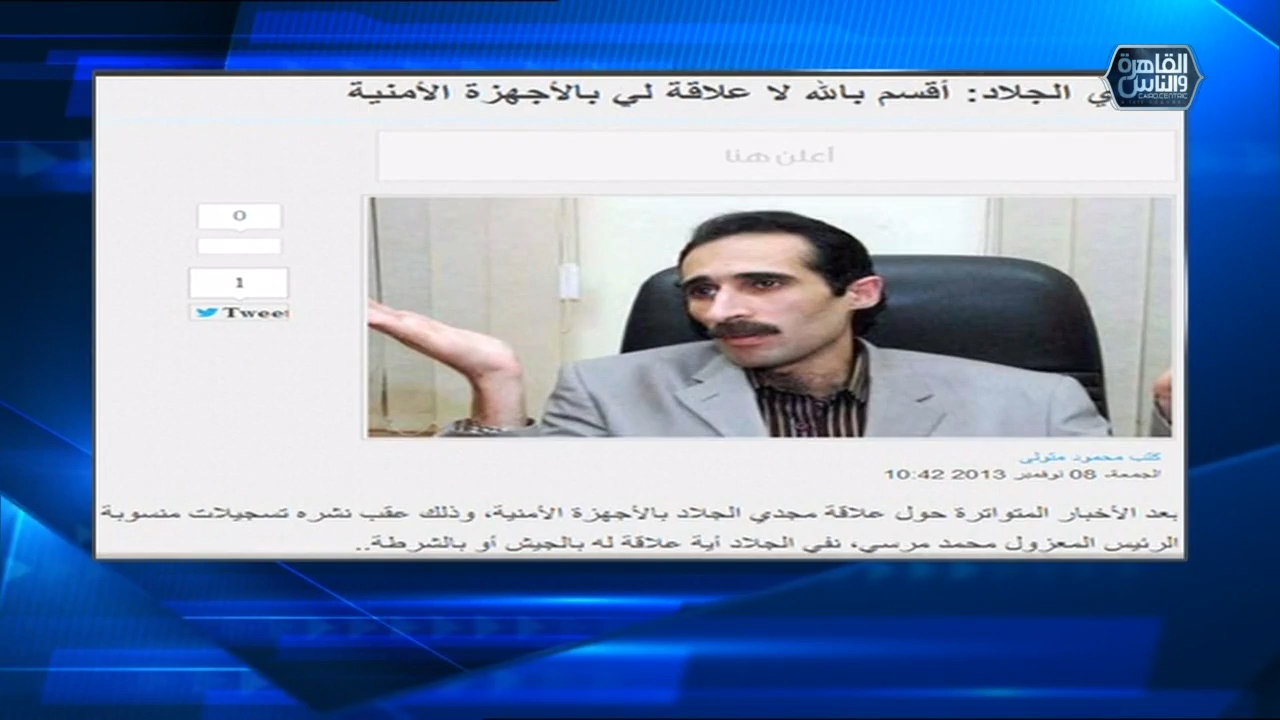 القاهرة
والناس
CAIROCENTRIC
ي الجلاد: أقسم بالله لا علاقة لي بالأجهزة الأمنية
أعلن هنا
0
1
Tweet
كتب محمود متولى
الجمعة، 08 نوفمبر 2013 10:42
بعد الأخبار المتواترة حول علاقة مجدي الجلاد بالأجهزة الأمنية، وذلك عقب نشره تسجيلات منسوبة
الرئيس المعزول محمد مرسي، نفي الجلاد أية علاقة له بالجيش أو بالشرطة..